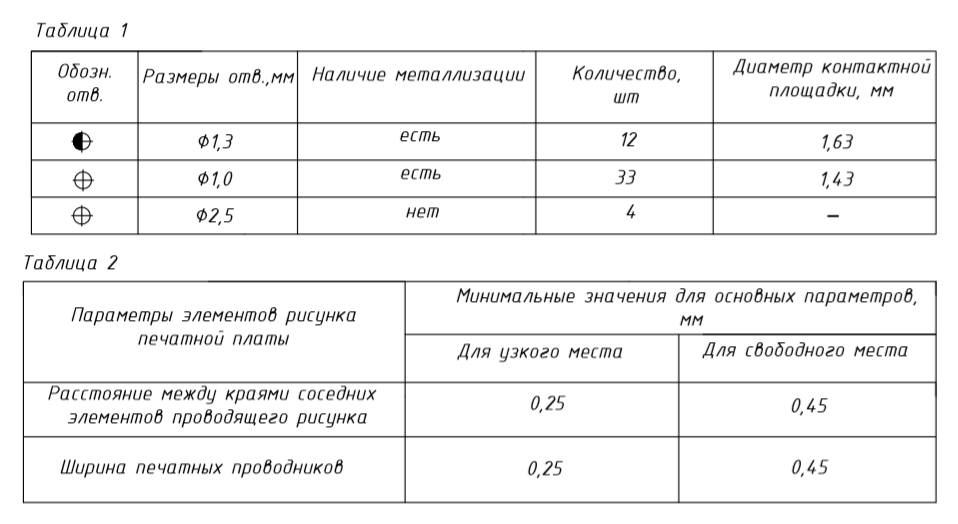 Таблица 1
Обозн. отв.
Размеры отв.,мм
Наличие металлизации
Количество, шт
Диаметр контактной площадки, мм
ϕ1,3 есть 12 1,63
ϕ1,0 есть 33 1,43
ϕ2,5 нет 4 –
Таблица 2
Параметры элементов рисунка
печатной платы
Минимальные значения для основных параметров,
мм
Для узкого места
Для свободного места
Расстояние между краями соседних
элементов проводящего рисунка
0,25
0,45
Ширина печатных проводников
0,25
0,45